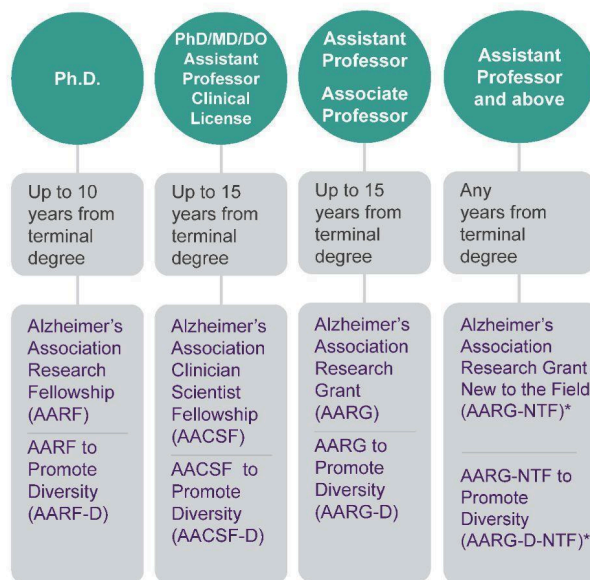 Ph.D.
PhD/MD/DO
Assistant
Professor
Clinical
License
Assistant
Professor
Associate
Professor
Assistant
Professor
and above
Up to 10
years from
terminal
degree
Up to 15
years from
terminal
degree
Up to 15
years from
terminal
degree
Any
years from
terminal
degree
Alzheimer's
Association
Research
Fellowship
(AARF)
AARF to
Promote
Diversity
(AARF-D)
Alzheimer's
Association
Clinician
Scientist
Fellowship
(AACSF)
AACSF to
Promote
Diversity
(AACSF-D)
Alzheimer's
Association
Research
Grant
(AARG)
AARG to
Promote
Diversity
(AARG-D)
Alzheimer's
Association
Research Grant
New to the Field
(AARG-NTF)*
AARG-NTF to
Promote
Diversity
(AARG-D-NTF)*